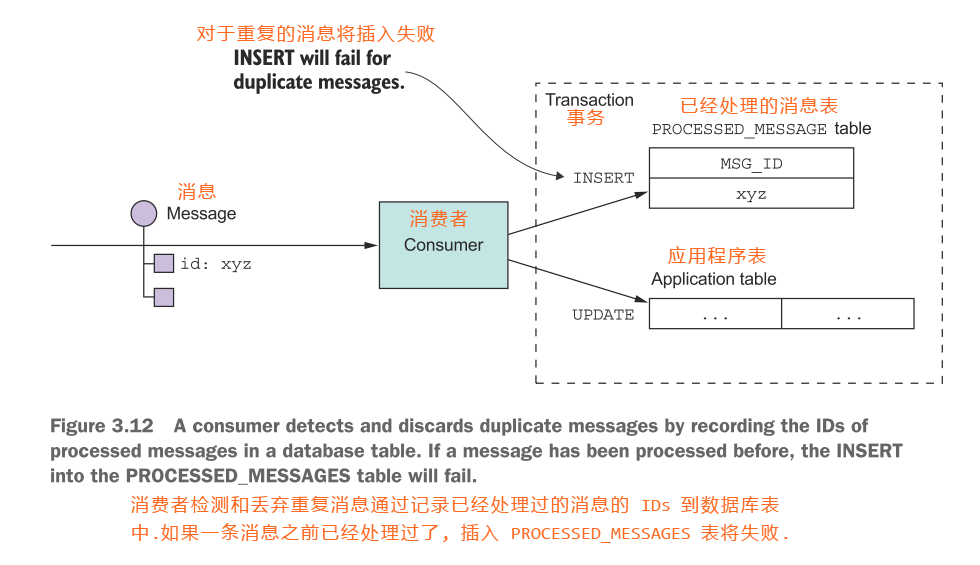 对于重复的消息将插入失败
INSERT will fail for
duplicate messages.
Transaction
事务
已经处理的消息表
PROCESSED_MESSAGE table
INSERT
MSG_ID
xyz
消息
Message
id: xyz
消费者
Consumer
应用程序表
Application table
UPDATE
... ...
Figure 3.12 A consumer detects and discards duplicate messages by recording the IDs of
processed messages in a database table. If a message has been processed before, the INSERT
into the PROCESSED_MESSAGES table will fail.
消费者检测和丢弃重复消息通过记录已经处理过的消息的 IDs 到数据库表
中.如果一条消息之前已经处理过了, 插入 PROCESSED_MESSAGES 表将失败.